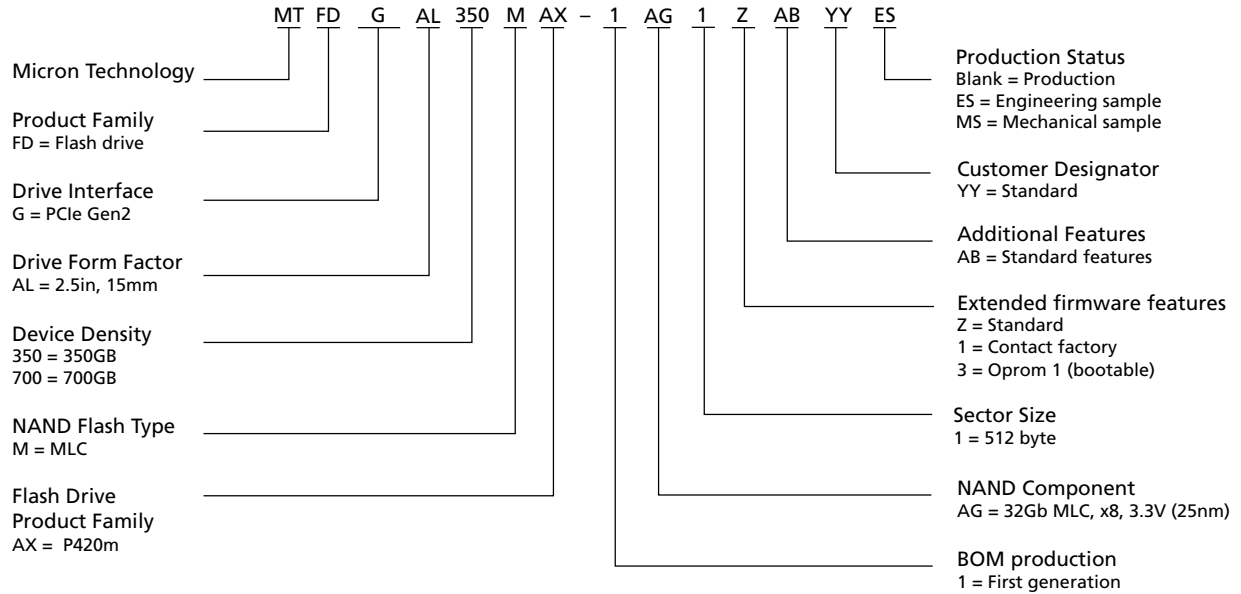 MT FD G AL 350 M AX – 1 AG 1 Z AB YY ES
Micron Technology
Product Family
FD = Flash drive
Drive Interface
G = PCIe Gen2
Drive Form Factor
AL = 2.5in, 15mm
Device Density
350 = 350GB
700 = 700GB
NAND Flash Type
M = MLC
Flash Drive
Product Family
AX = P420m
Production Status
Blank = Production
ES = Engineering sample
MS = Mechanical sample
Customer Designator
YY = Standard
Additional Features
AB = Standard features
Extended firmware features
Z = Standard
1 = Contact factory
3 = Oprom 1 (bootable)
Sector Size
1 = 512 byte
NAND Component
AG = 32Gb MLC, x8, 3.3V (25nm)
BOM production
1 = First generation